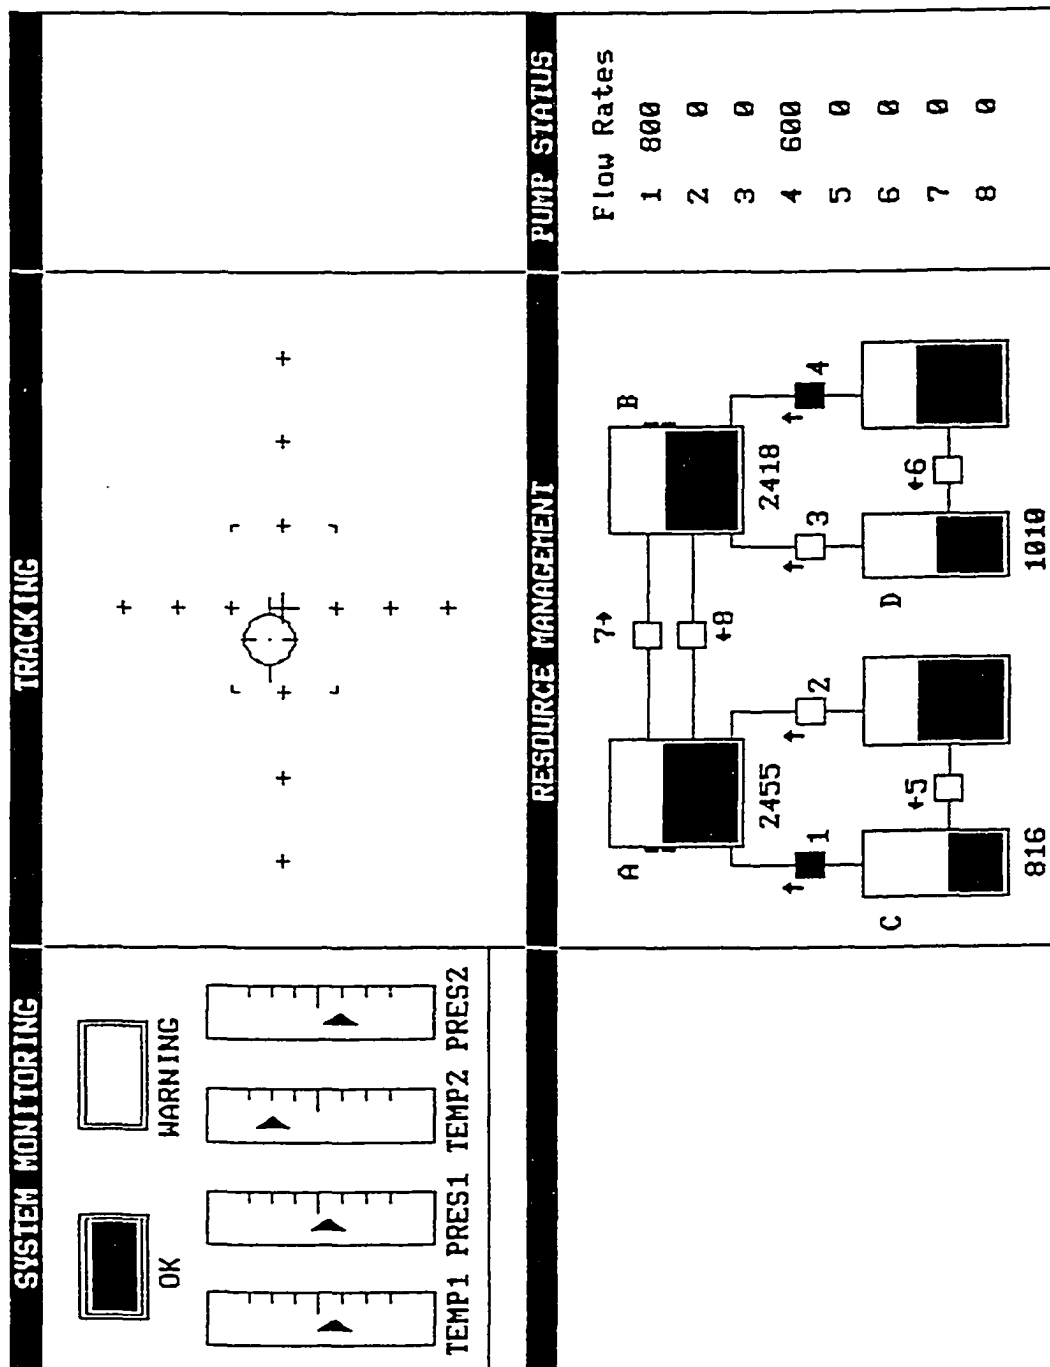 SYSTEM MONITORING
TRACKING
OK
WARNING
TEMP1 PRES1 TEMP2 PRES2
RESOURCE MANAGEMENT
PUMP STATUS
A
B
7→
←8
2455
2418
↑
↑
↑
↑
1
2
3
4
C
D
←5
←6
816
1010
Flow Rates
1 800
2 0
3 0
4 600
5 0
6 0
7 0
8 0